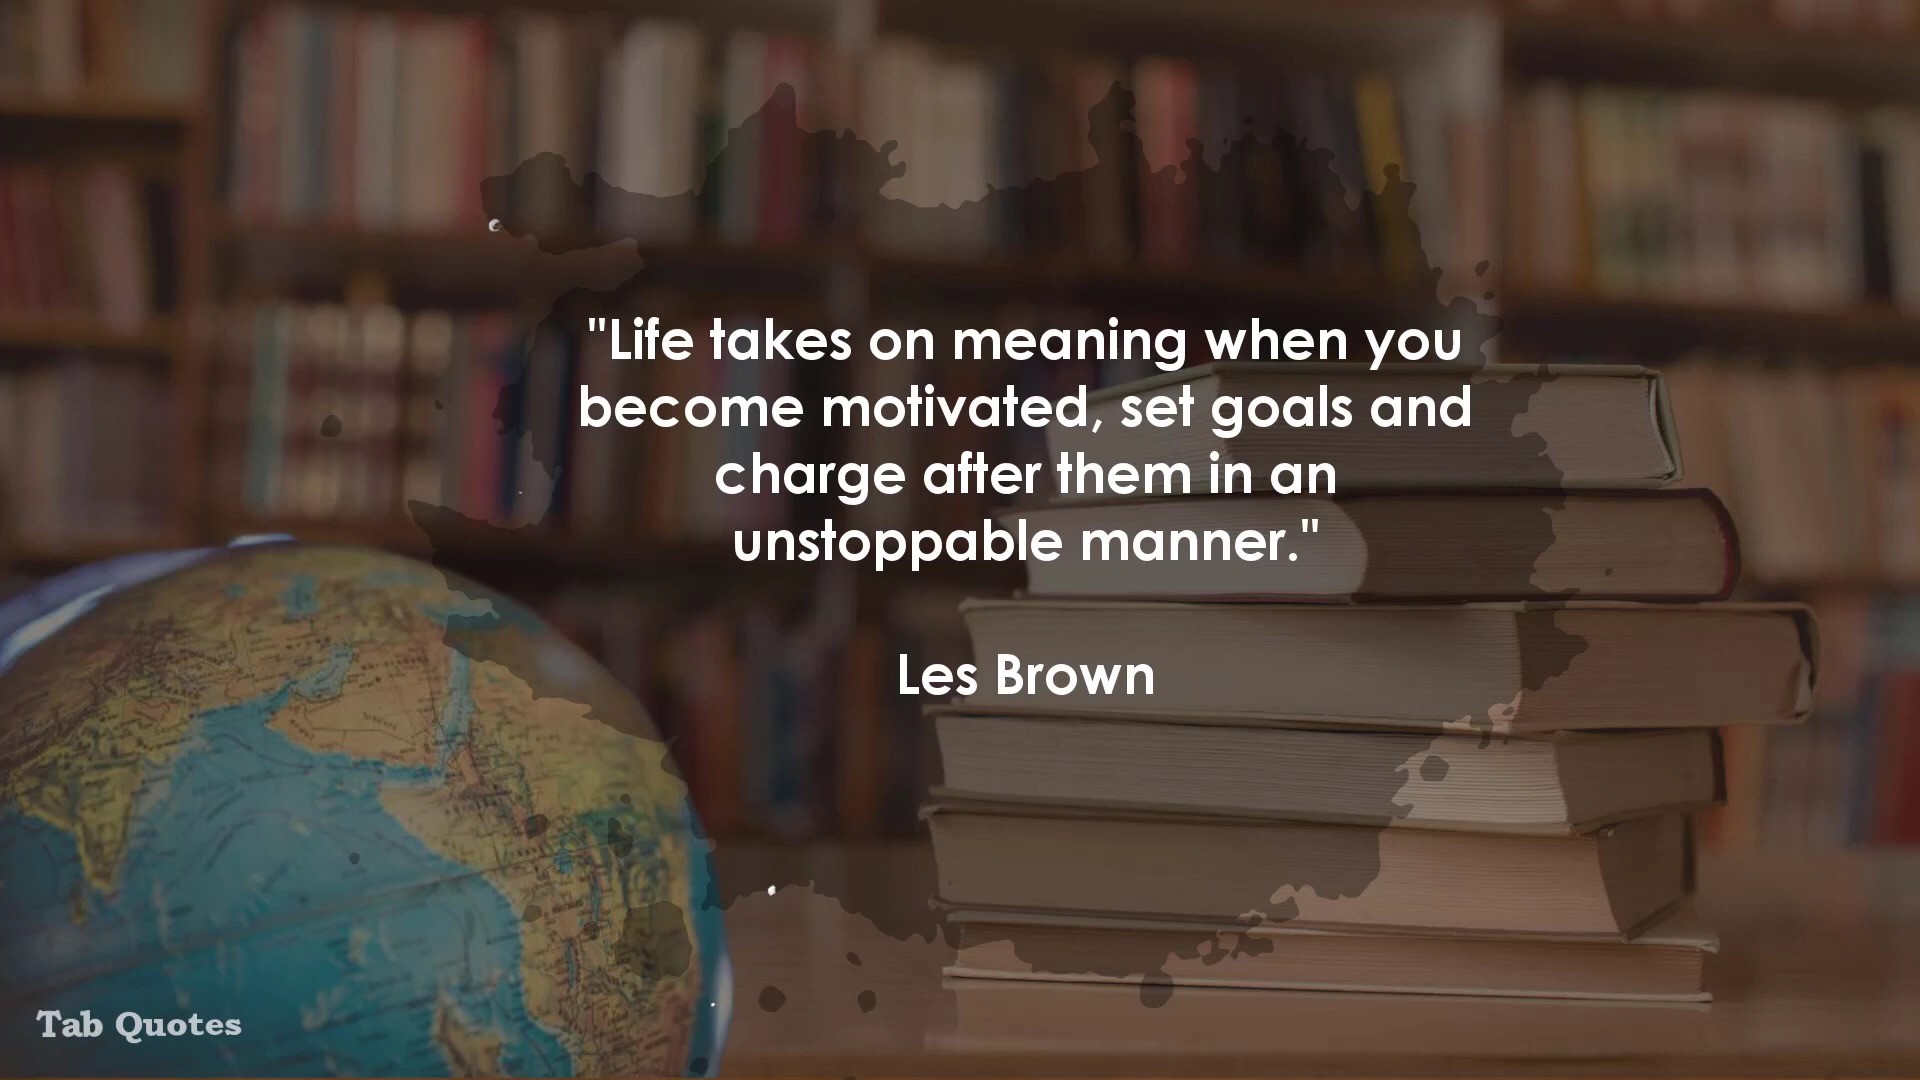 "Life takes on meaning when you
become motivated, set goals and
charge after them in an
unstoppable manner."
Les Brown
Tab Quotes